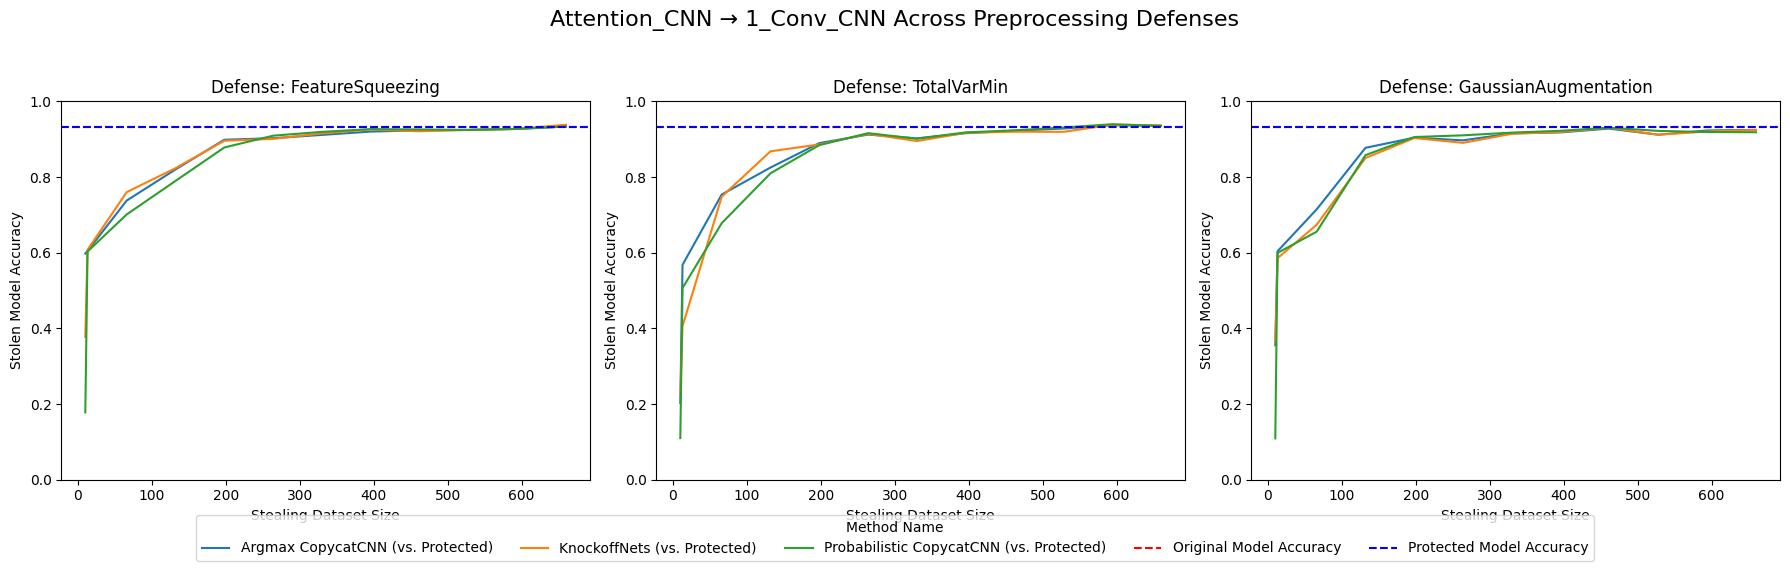 Attention_CNN → 1_Conv_CNN Across Preprocessing Defenses
Defense: FeatureSqueezing
Stolen Model Accuracy
1.0
0.8
0.6
0.4
0.2
0.0
0 100 200 300 400 500 600
Stealing Dataset Size
Defense: TotalVarMin
Stolen Model Accuracy
1.0
0.8
0.6
0.4
0.2
0.0
0 100 200 300 400 500 600
Stealing Dataset Size
Defense: GaussianAugmentation
Stolen Model Accuracy
1.0
0.8
0.6
0.4
0.2
0.0
0 100 200 300 400 500 600
Stealing Dataset Size
Method Name
Argmax CopycatCNN (vs. Protected) KnockoffNets (vs. Protected) Probabilistic CopycatCNN (vs. Protected) Original Model Accuracy Protected Model Accuracy